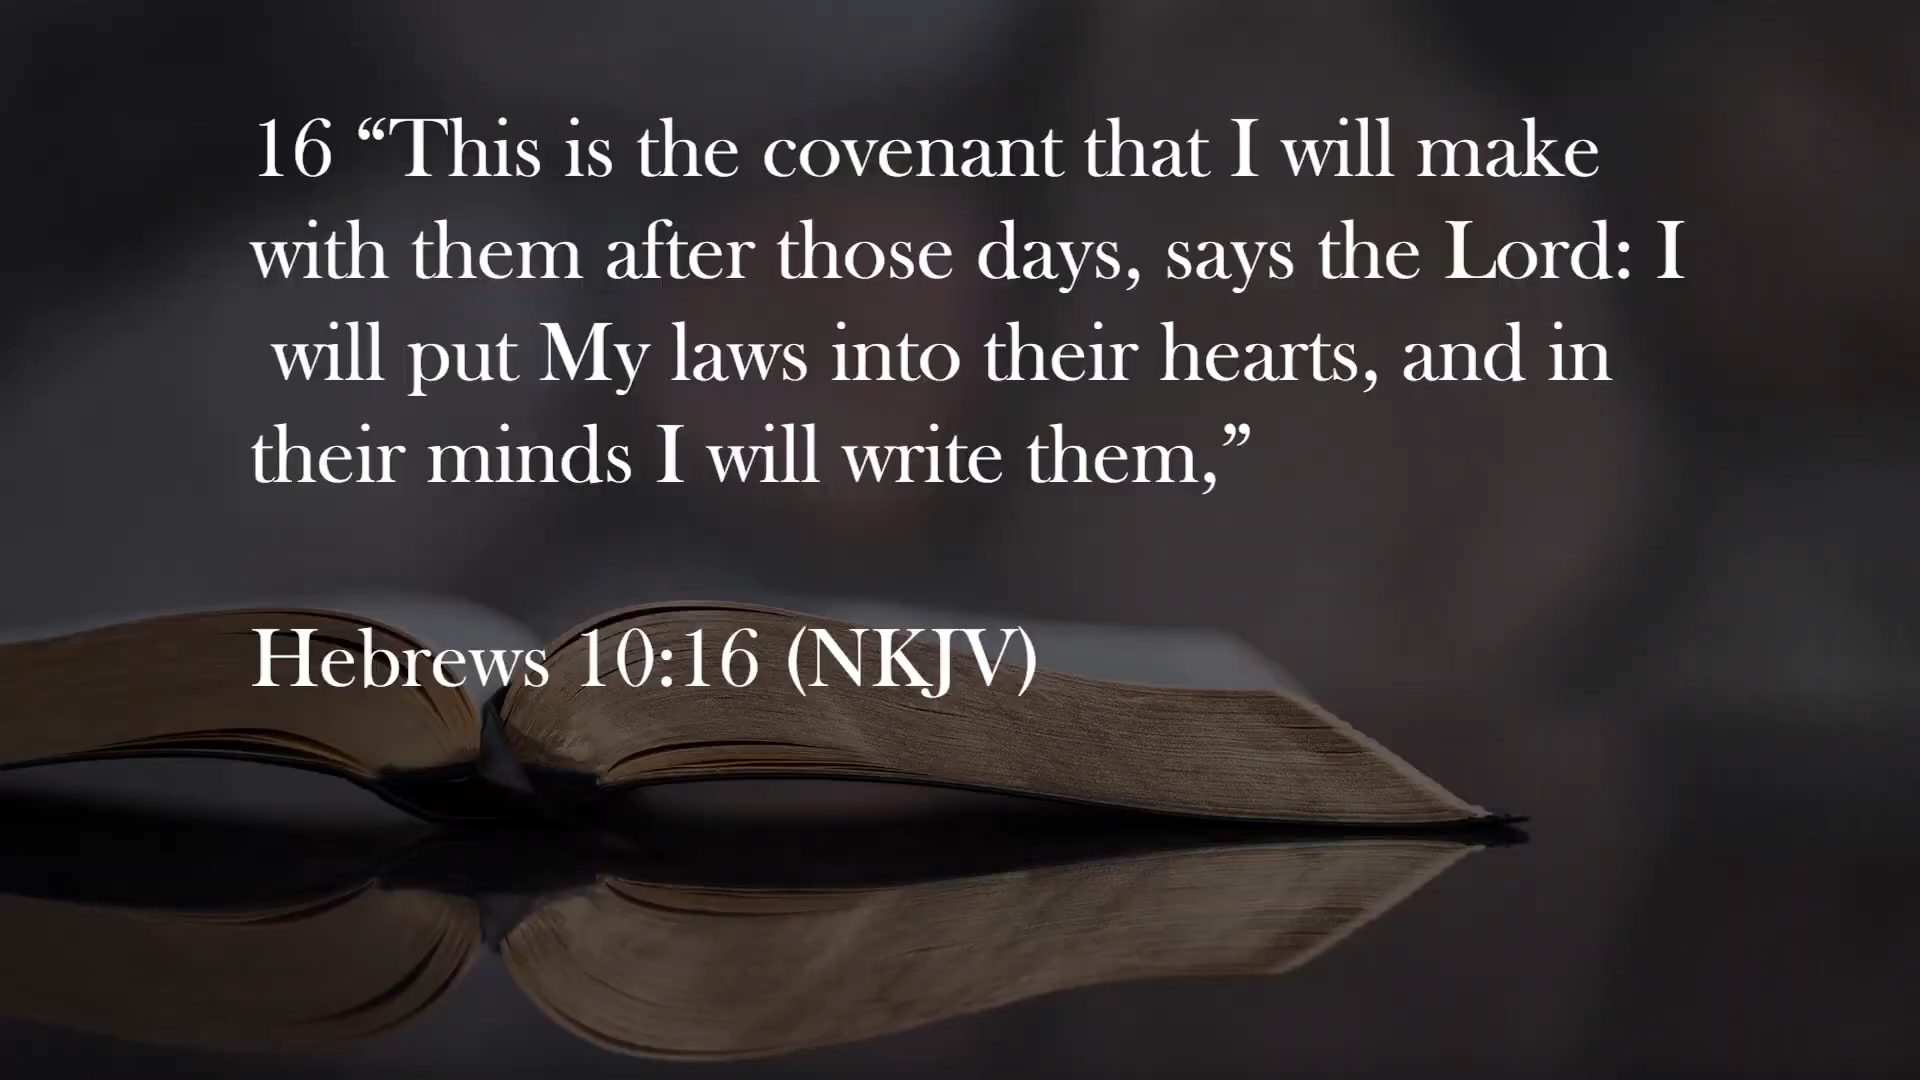 16 “This is the covenant that I will make
with them after those days, says the Lord: I
will put My laws into their hearts, and in
their minds I will write them,”
Hebrews 10:16 (NKJV)